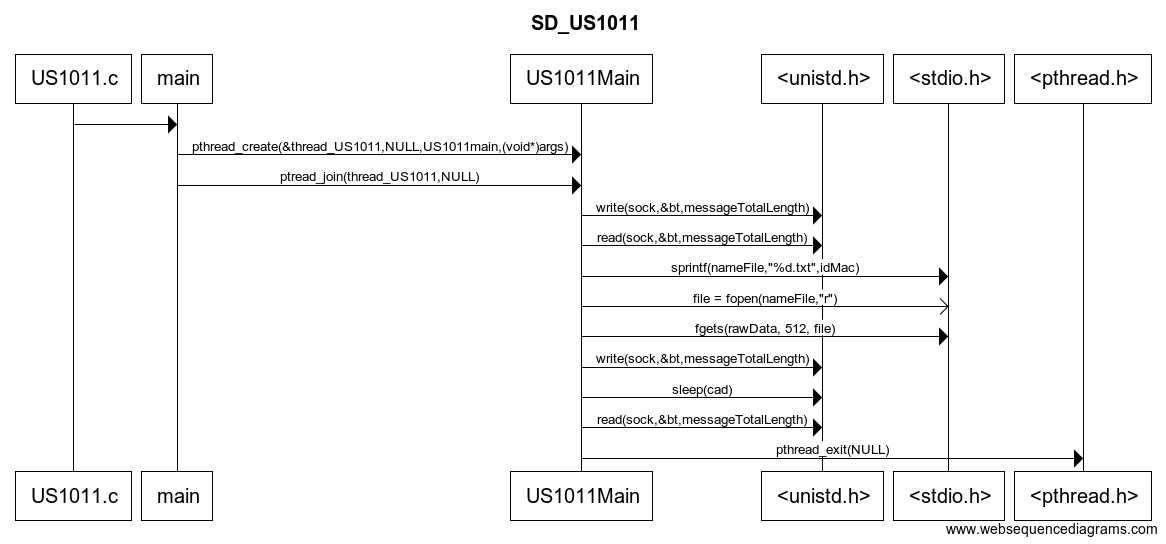 SD_US1011
US1011.c main US1011Main <unistd.h> <stdio.h> <pthread.h>
pthread_create(&thread_US1011,NULL,US1011main,(void*)args)
ptread_join(thread_US1011,NULL)
write(sock,&bt,messageTotalLength)
read(sock,&bt,messageTotalLength)
sprintf(nameFile,"%d.txt",idMac)
file = fopen(nameFile,"r")
fgets(rawData, 512, file)
write(sock,&bt,messageTotalLength)
sleep(cad)
read(sock,&bt,messageTotalLength)
pthread_exit(NULL)
US1011.c main US1011Main <unistd.h> <stdio.h> <pthread.h>
www.websequencediagrams.com